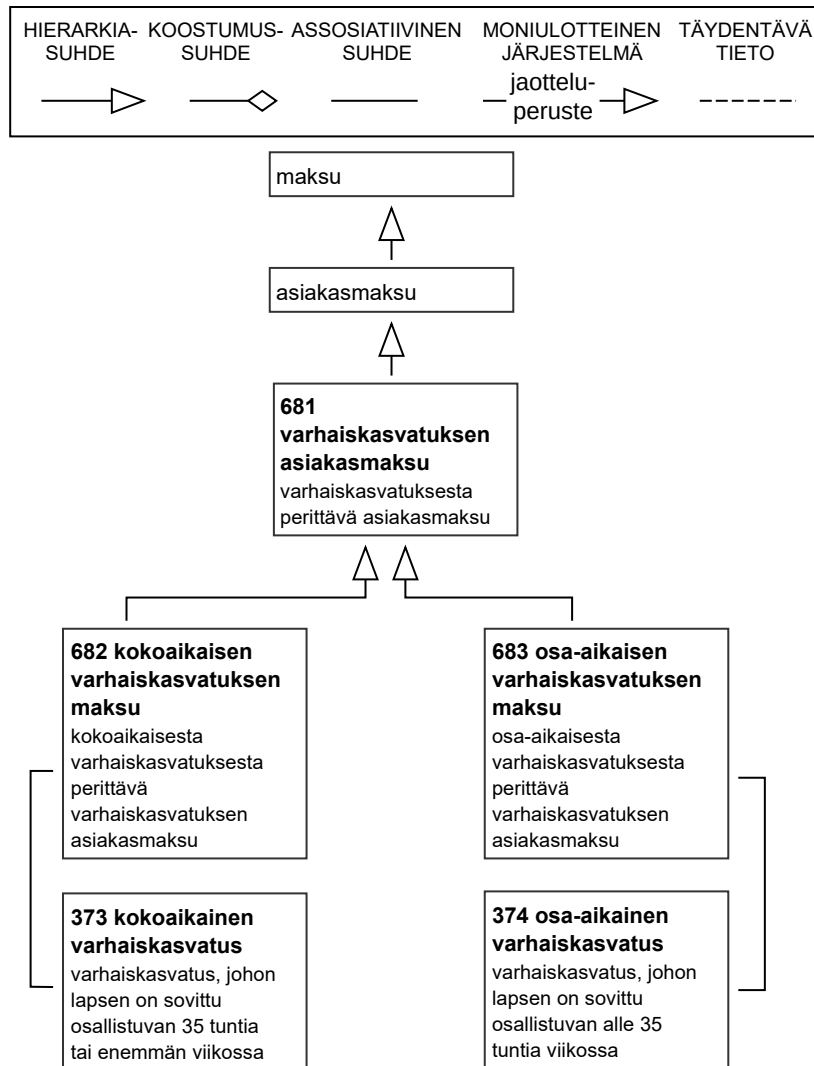 HIERARKIA-
SUHDE
KOOSTUMUS-
SUHDE
ASSOSIATIIVINEN
SUHDE
MONIULOTTEINEN
JÄRJESTELMÄ
TÄYDENTÄVÄ
TIETO
jaottelu-
peruste
maksu
asiakasmaksu
681
varhaiskasvatuksen
asiakasmaksu
varhaiskasvatuksesta
perittävä asiakasmaksu
682 kokoaikaisen
varhaiskasvatuksen
maksu
kokoaikaisesta
varhaiskasvatuksesta
perittävä
varhaiskasvatuksen
asiakasmaksu
683 osa-aikaisen
varhaiskasvatuksen
maksu
osa-aikaisesta
varhaiskasvatuksesta
perittävä
varhaiskasvatuksen
asiakasmaksu
373 kokoaikainen
varhaiskasvatus
varhaiskasvatus, johon
lapsen on sovittu
osallistuvan 35 tuntia
tai enemmän viikossa
374 osa-aikainen
varhaiskasvatus
varhaiskasvatus, johon
lapsen on sovittu
osallistuvan alle 35
tuntia viikossa